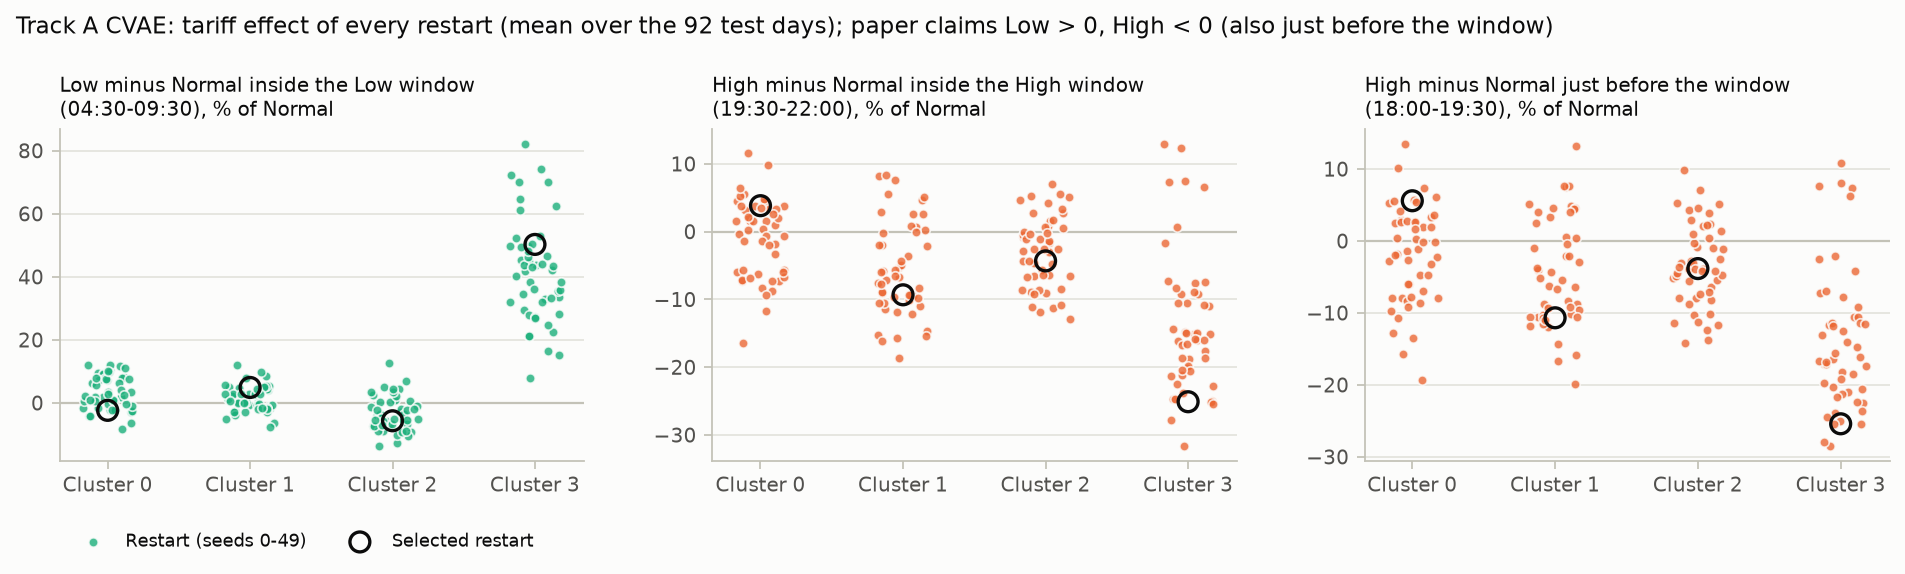 Track A CVAE: tariff effect of every restart (mean over the 92 test days); paper claims Low > 0, High < 0 (also just before the window)
Low minus Normal inside the Low window
(04:30-09:30), % of Normal
80
60
40
20
0
Cluster 0
Cluster 1
Cluster 2
Cluster 3
High minus Normal inside the High window
(19:30-22:00), % of Normal
10
0
−10
−20
−30
Cluster 0
Cluster 1
Cluster 2
Cluster 3
High minus Normal just before the window
(18:00-19:30), % of Normal
10
0
−10
−20
−30
Cluster 0
Cluster 1
Cluster 2
Cluster 3
Restart (seeds 0-49)
Selected restart